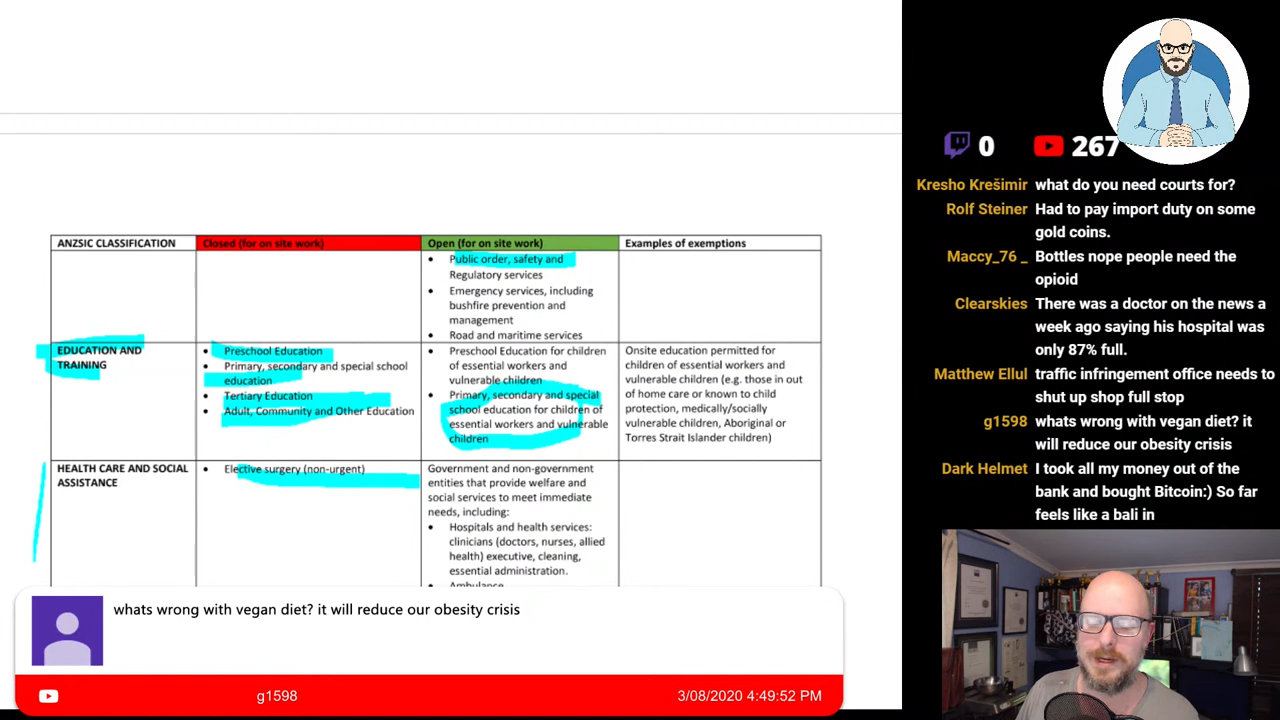 ANZSIC CLASSIFICATION
Closed (for on site work)
Open (for on site work)
Examples of exemptions
• Public order, safety and
Regulatory services
• Emergency services, including
bushfire prevention and
management
• Road and maritime services
EDUCATION AND
TRAINING
• Preschool Education
• Primary, secondary and special school
education
• Tertiary Education
• Adult, Community and Other Education
• Preschool Education for children
of essential workers and
vulnerable children
• Primary, secondary and special
school education for children of
essential workers and vulnerable
children
Onsite education permitted for
children of essential workers and
vulnerable children (e.g. those in out
of home care or known to child
protection, medically/socially
vulnerable children, Aboriginal or
Torres Strait Islander children)
HEALTH CARE AND SOCIAL
ASSISTANCE
• Elective surgery (non-urgent)
Government and non-government
entities that provide welfare and
social services to meet immediate
needs, including:
• Hospitals and health services:
clinicians (doctors, nurses, allied
health) executive, cleaning,
essential administration.
• Ambulance
whats wrong with vegan diet? it will reduce our obesity crisis
g1598
3/08/2020 4:49:52 PM
0
267
Kresho Krešimir what do you need courts for?
Rolf Steiner Had to pay import duty on some
gold coins.
Maccy_76 _ Bottles nope people need the
opioid
Clearskies There was a doctor on the news a
week ago saying his hospital was
only 87% full.
Matthew Ellul traffic infringement office needs to
shut up shop full stop
g1598 whats wrong with vegan diet? it
will reduce our obesity crisis
Dark Helmet I took all my money out of the
bank and bought Bitcoin:) So far
feels like a bali in